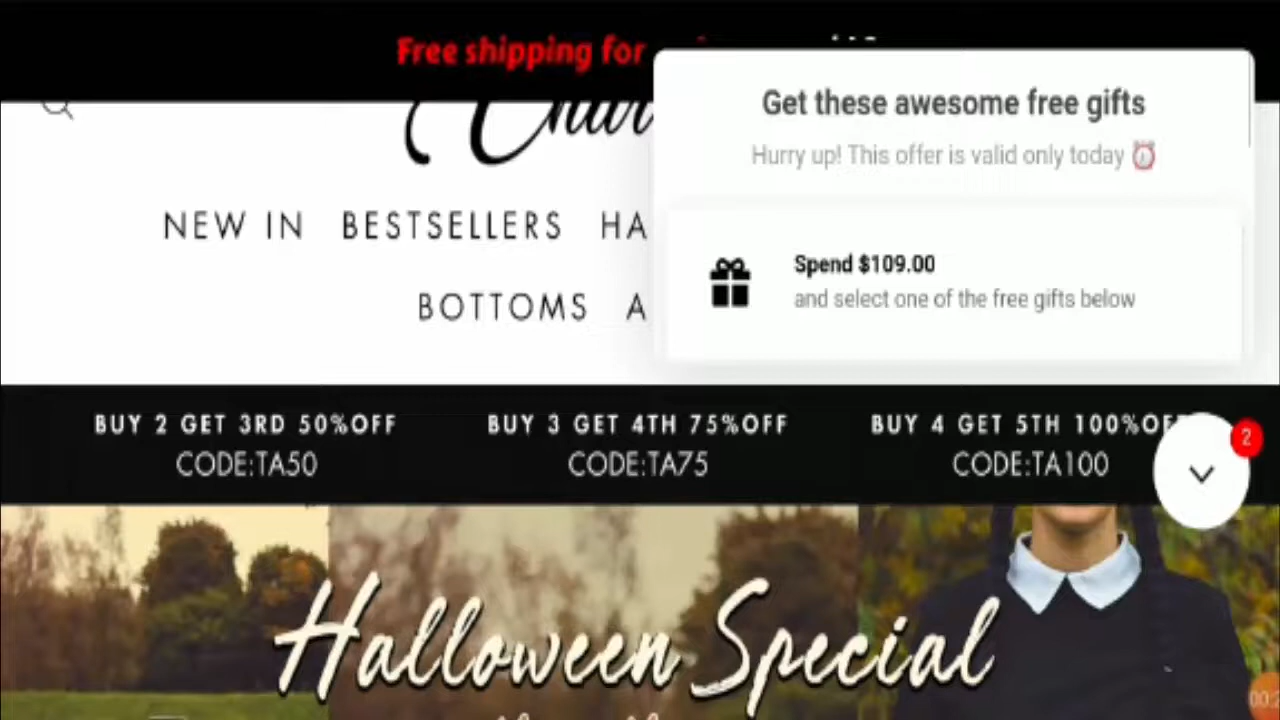 Free shipping for
Get these awesome free gifts
Hurry up! This offer is valid only today
Spend $109.00
and select one of the free gifts below
NEW IN BESTSELLERS HA
BOTTOMS A
BUY 2 GET 3RD 50%OFF
CODE:TA50
BUY 3 GET 4TH 75%OFF
CODE:TA75
BUY 4 GET 5TH 100%OFF
CODE:TA100
2
Halloween Special